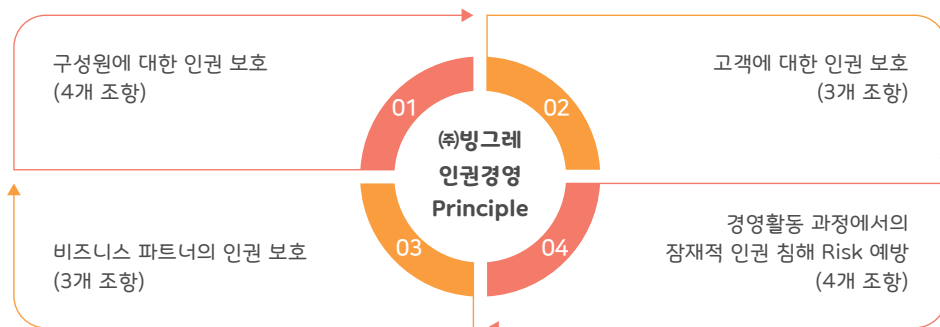 구성원에 대한 인권 보호
(4개 조항)
고객에 대한 인권 보호
(3개 조항)
01
02
㈜빙그레
인권경영
Principle
03
04
비즈니스 파트너의 인권 보호
(3개 조항)
경영활동 과정에서의
잠재적 인권 침해 Risk 예방
(4개 조항)